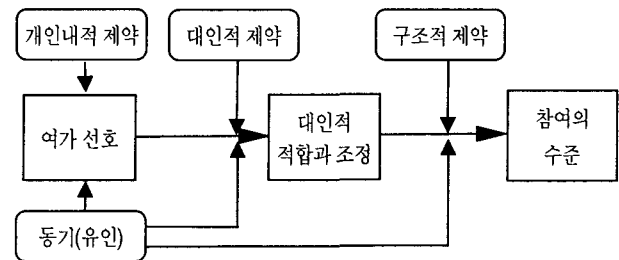 개인내적 제약
대인적 제약
구조적 제약
여가 선호
대인적
적합과 조정
참여의
수준
동기(유인)